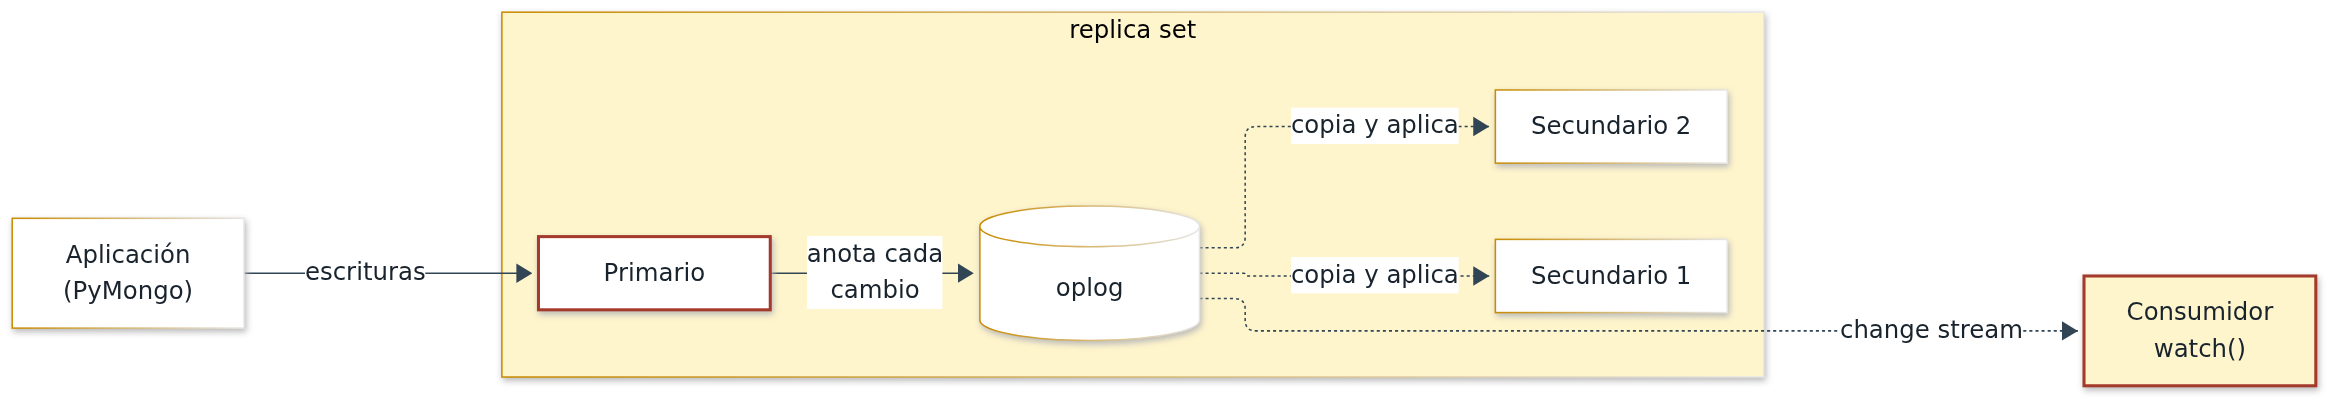 replica set
Aplicación
(PyMongo)
escrituras
Primario
anota cada
cambio
oplog
copia y aplica
Secundario 2
copia y aplica
Secundario 1
change stream
Consumidor
watch()